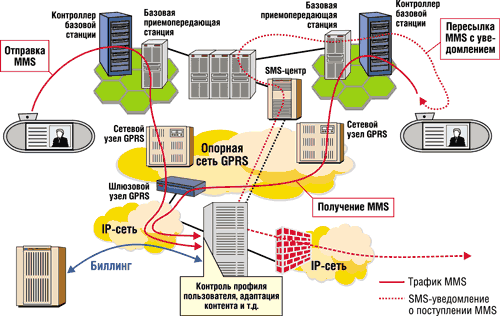 Контроллер
базовой
станции
Базовая
приемопередающая
станция
Базовая
приемопередающая
станция
Контроллер
базовой
станции
Отправка
MMS
Пересылка
MMS с уве-
домлением
SMS-центр
Сетевой
узел GPRS
Опорная
сеть GPRS
Сетевой
узел GPRS
Шлюзовой
узел GPRS
Получение MMS
IP-сеть
IP-сеть
Биллинг
Контроль профиля
пользователя, адаптация
контента и т.д.
Трафик MMS
SMS-уведомление
о поступлении MMS